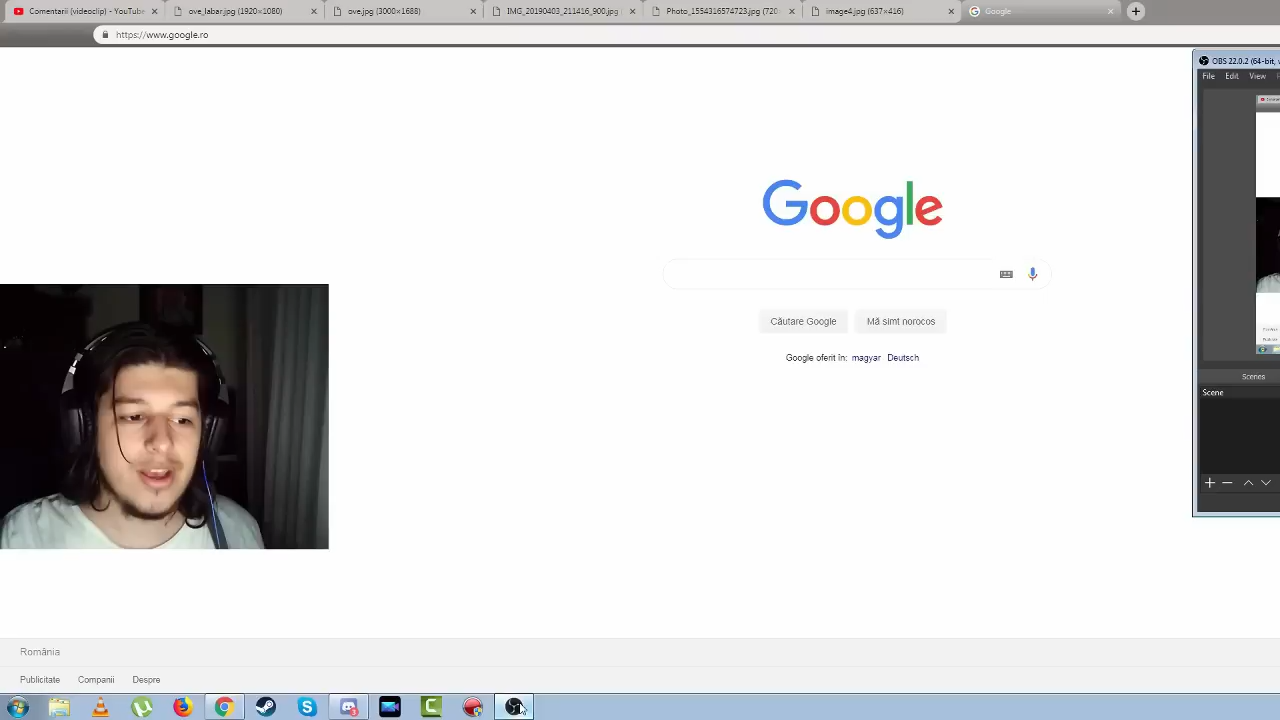 Comentarii (videoclip) - YouTube
ove_labar.jpg (1920×1080)
ove.jpg (3000×1688)
IMG_20190403_211416_900.jpg
Photo_1554316574723.jpg (720
image4.jpg (637×416)
Google
https://www.google.ro
OBS 22.0.2 (64-bit,
File Edit View
Google
Căutare Google
Mă simt norocos
Google oferit în: magyar Deutsch
Scenes
Scene
România
Publicitate Companii Despre